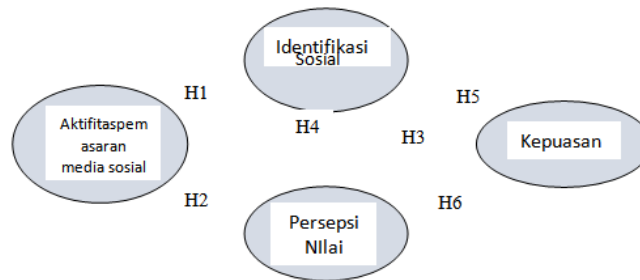 Identifikasi
Sosial
H1
H5
Aktifitaspem
asaran
media sosial
H4
H3
Kepuasan
H2
H6
Persepsi
NIlai